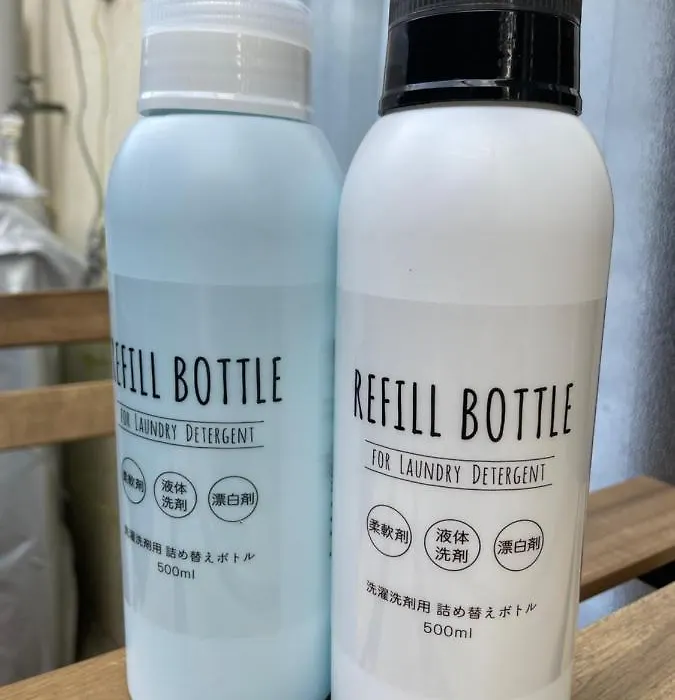 REFILL BOTTLE
FOR LAUNDRY DETERGENT
柔軟剤
液体
洗剤
漂白剤
洗濯洗剤用 詰め替えボトル
500ml
REFILL BOTTLE
FOR LAUNDRY DETERGENT
柔軟剤
液体
洗剤
漂白剤
洗濯洗剤用 詰め替えボトル
500ml